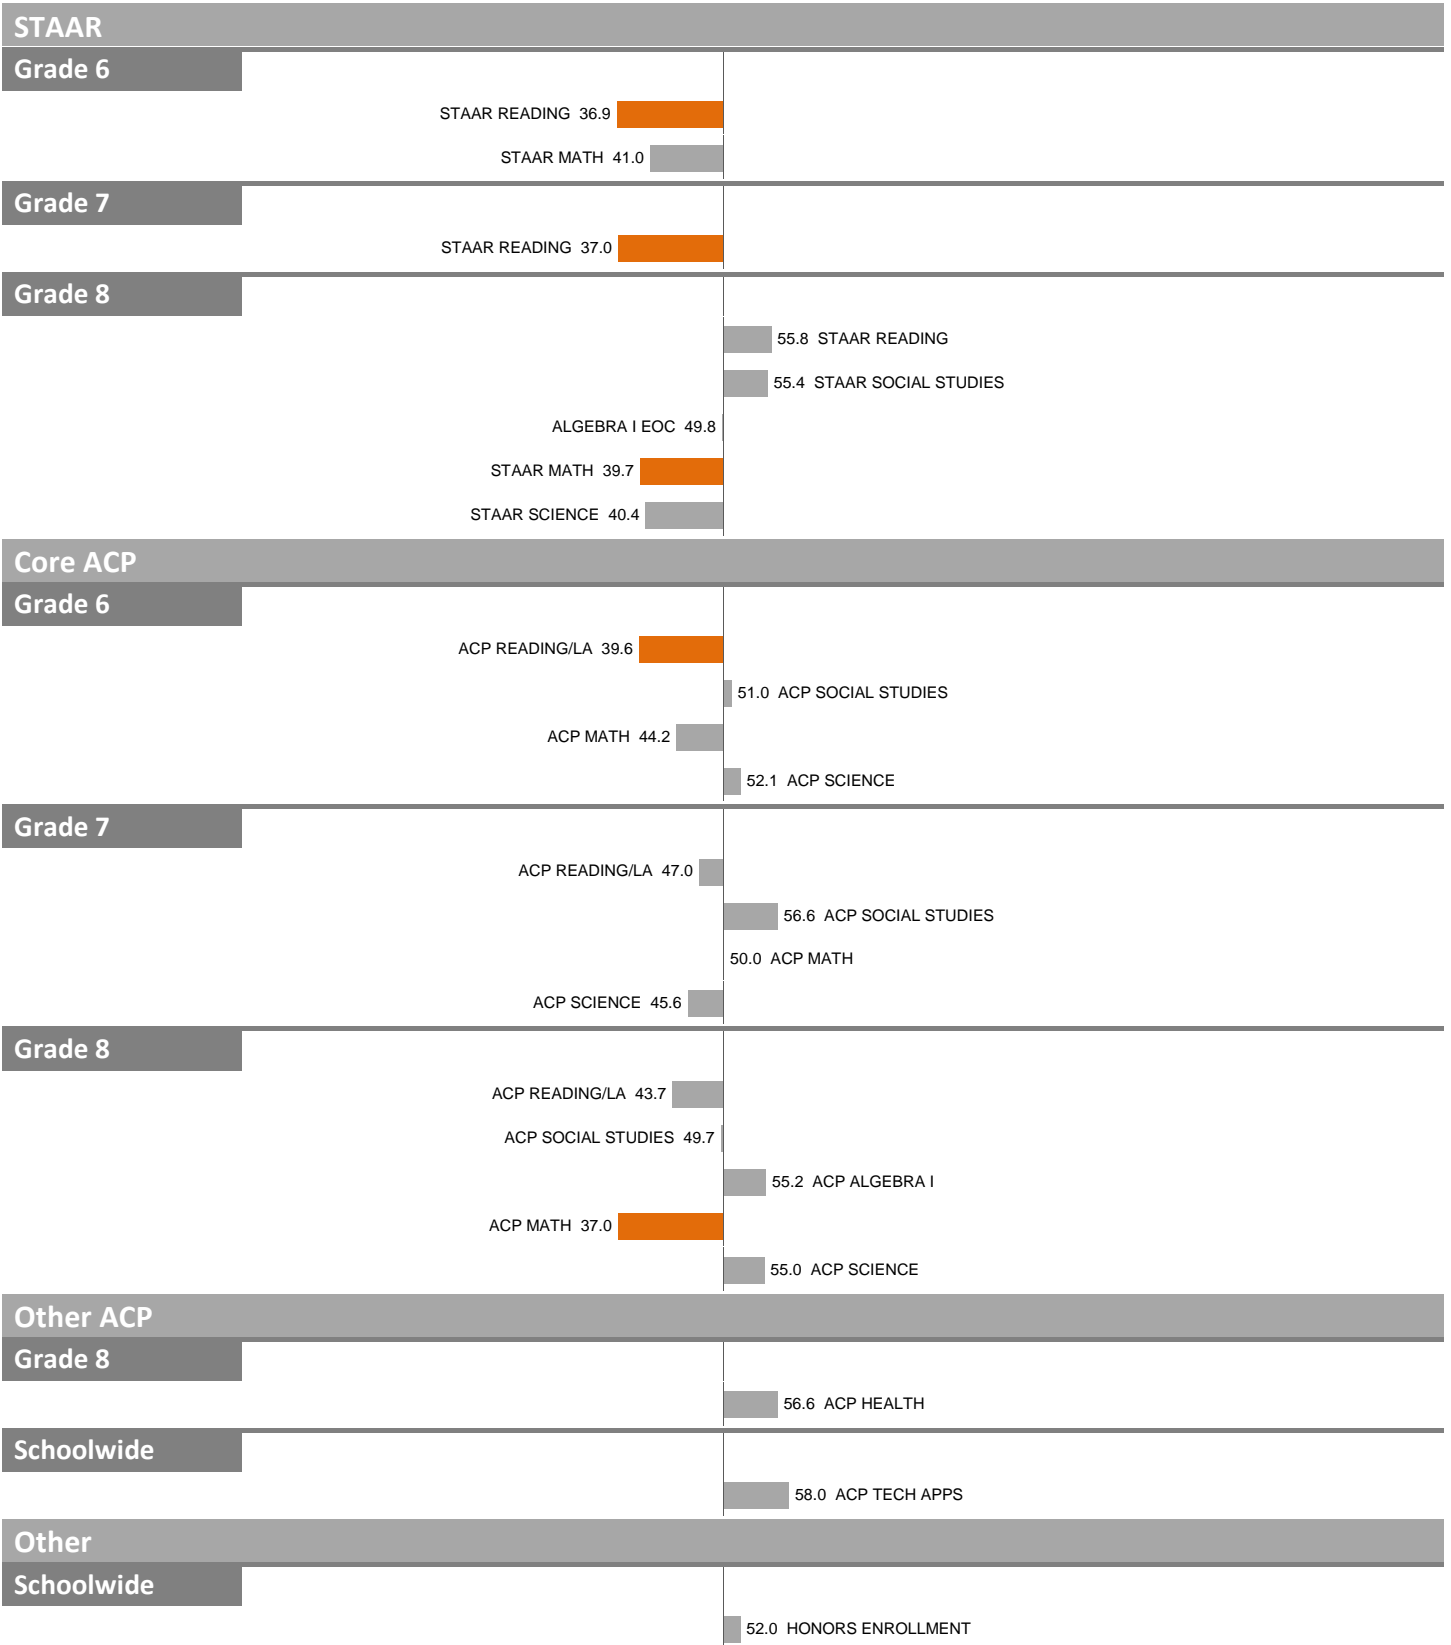 STAAR
Grade 6
STAAR READING 36.9
STAAR MATH 41.0
Grade 7
STAAR READING 37.0
Grade 8
55.8 STAAR READING
55.4 STAAR SOCIAL STUDIES
ALGEBRA I EOC 49.8
STAAR MATH 39.7
STAAR SCIENCE 40.4
Core ACP
Grade 6
ACP READING/LA 39.6
51.0 ACP SOCIAL STUDIES
ACP MATH 44.2
52.1 ACP SCIENCE
Grade 7
ACP READING/LA 47.0
56.6 ACP SOCIAL STUDIES
50.0 ACP MATH
ACP SCIENCE 45.6
Grade 8
ACP READING/LA 43.7
ACP SOCIAL STUDIES 49.7
55.2 ACP ALGEBRA I
ACP MATH 37.0
55.0 ACP SCIENCE
Other ACP
Grade 8
56.6 ACP HEALTH
Schoolwide
58.0 ACP TECH APPS
Other
Schoolwide
52.0 HONORS ENROLLMENT